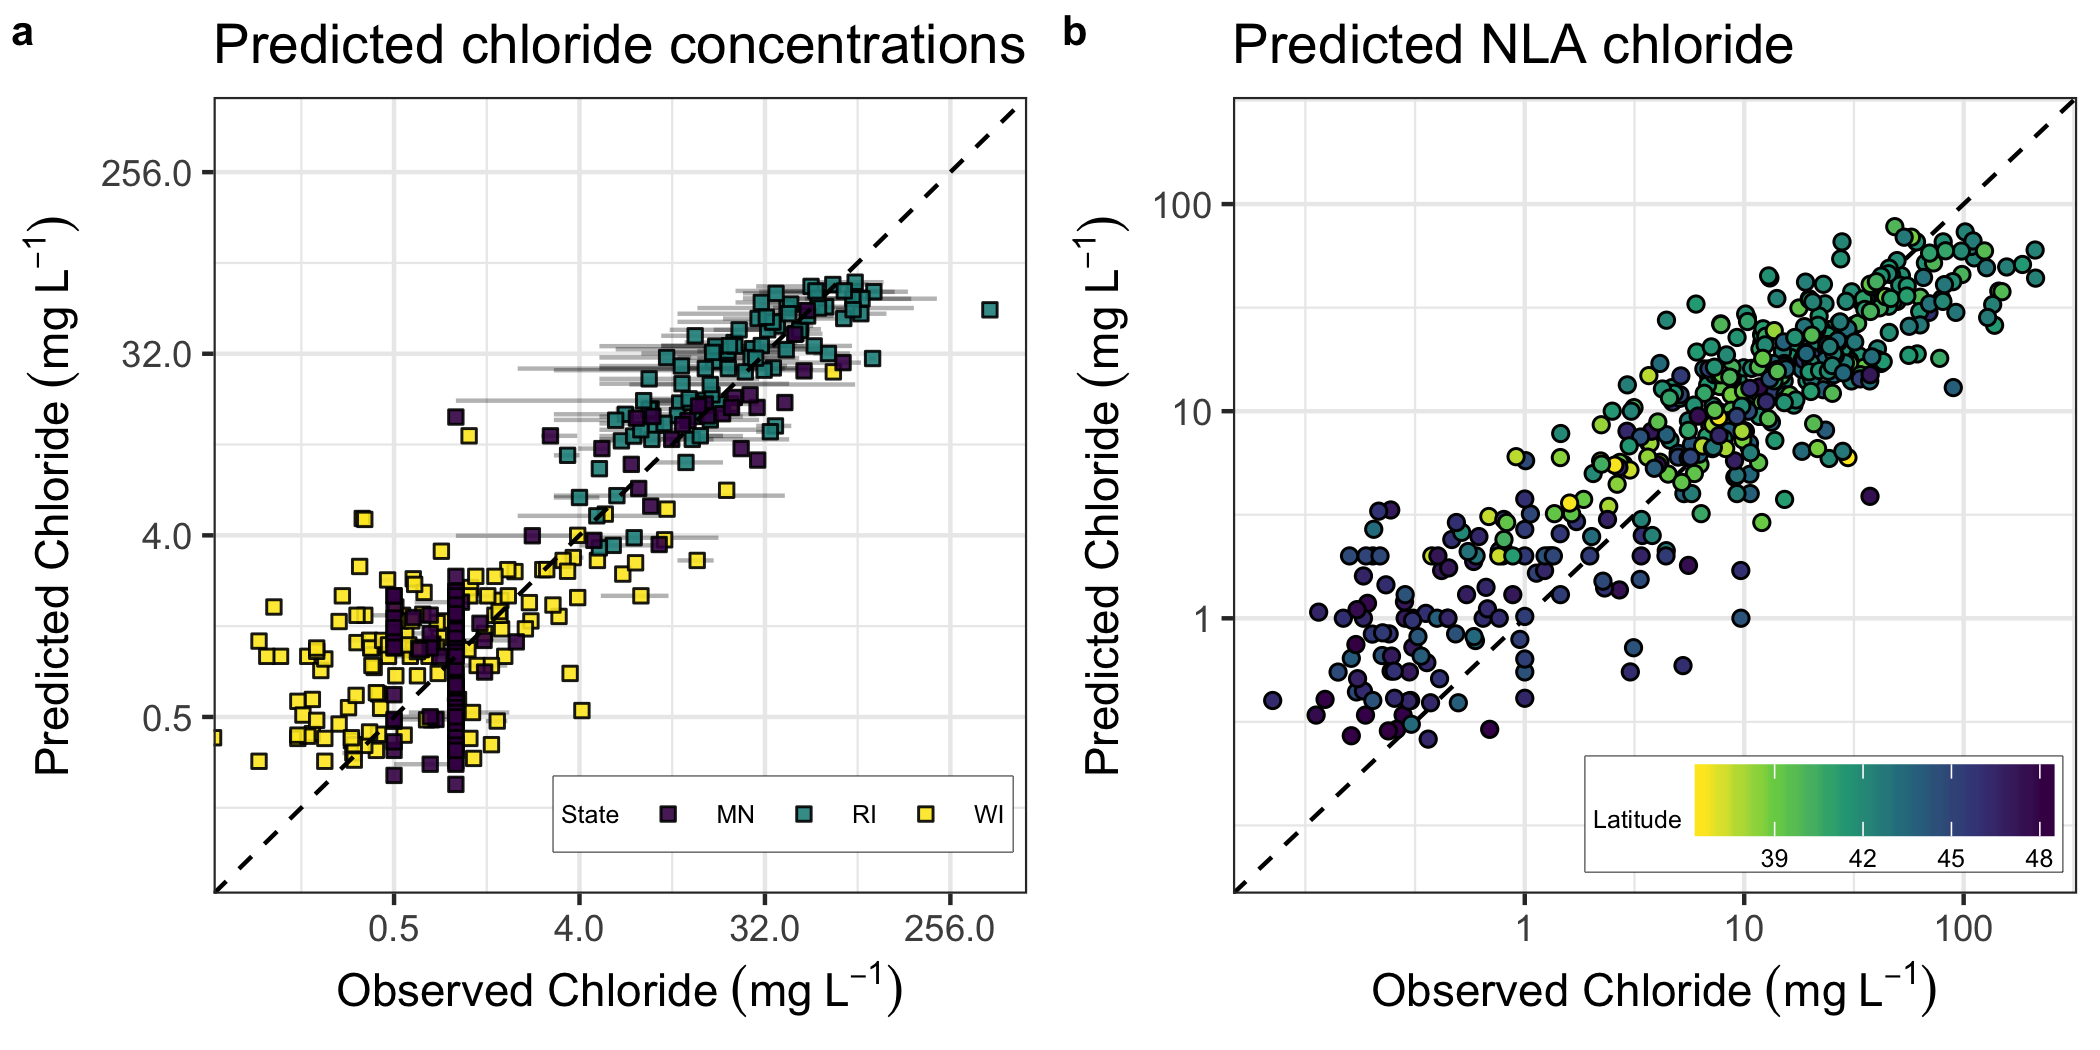 a
Predicted chloride concentrations
256.0
32.0
4.0
0.5
Predicted Chloride (mg L⁻¹)
0.5 4.0 32.0 256.0
Observed Chloride (mg L⁻¹)
State MN RI WI
b
Predicted NLA chloride
100
10
1
Predicted Chloride (mg L⁻¹)
1 10 100
Observed Chloride (mg L⁻¹)
Latitude
39 42 45 48